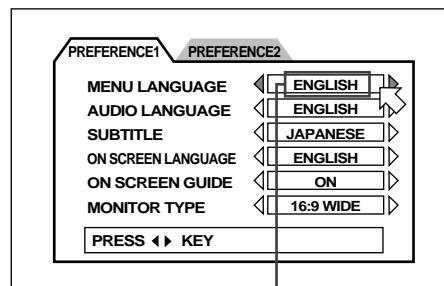 PREFERENCE1 PREFERENCE2
MENU LANGUAGE ENGLISH
AUDIO LANGUAGE ENGLISH
SUBTITLE JAPANESE
ON SCREEN LANGUAGE ENGLISH
ON SCREEN GUIDE ON
MONITOR TYPE 16:9 WIDE
PRESS KEY